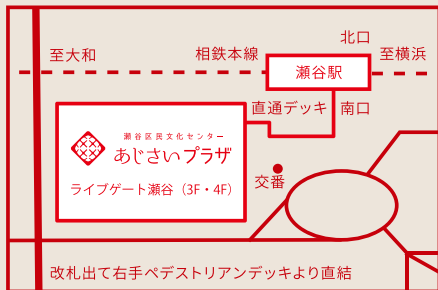 北口
至大和
相鉄本線
至横浜
瀬谷駅
直通デッキ
南口
瀬谷区民文化センター
あじさいプラザ
ライブゲート瀬谷（3F・4F）
交番
改札出て右手ペデストリアンデッキより直結